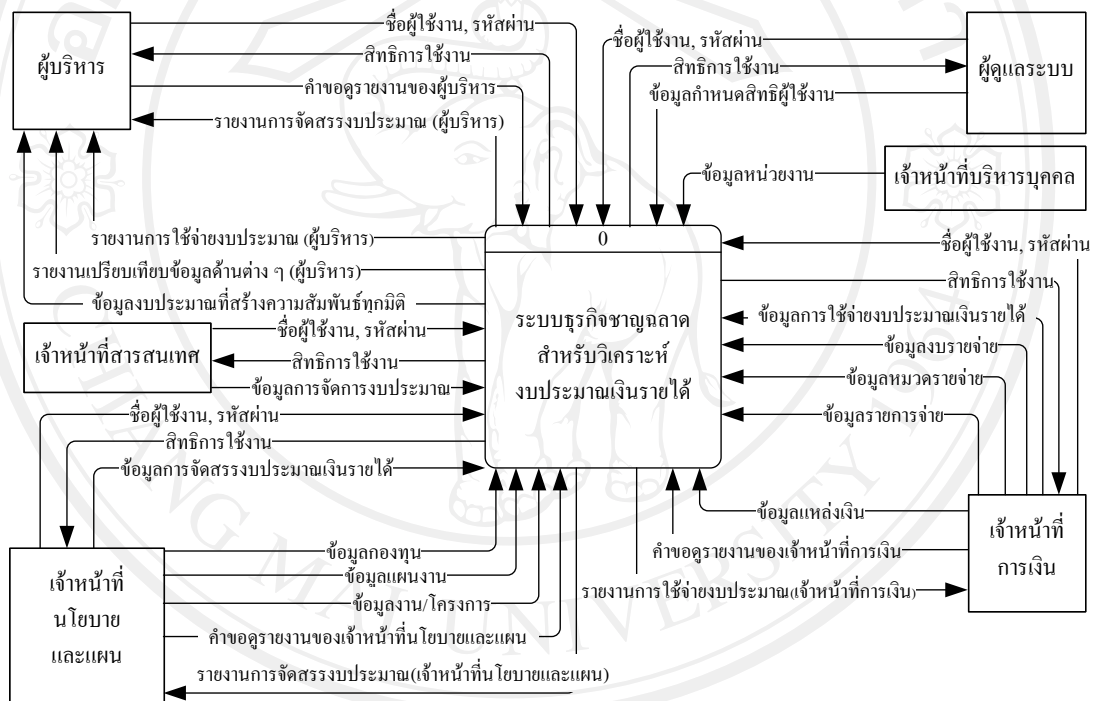 ชื่อผู้ใช้งาน, รหัสผ่าน
สิทธิการใช้งาน
คำขอดูรายงานของผู้บริหาร
รายงานการจัดสรรงบประมาณ (ผู้บริหาร)
ผู้บริหาร
ชื่อผู้ใช้งาน, รหัสผ่าน
สิทธิการใช้งาน
ข้อมูลกำหนดสิทธิผู้ใช้งาน
ผู้ดูแลระบบ
ข้อมูลหน่วยงาน
เจ้าหน้าที่บริหารบุคคล
รายงานการใช้จ่ายงบประมาณ (ผู้บริหาร)
รายงานเปรียบเทียบข้อมูลด้านต่าง ๆ (ผู้บริหาร)
ข้อมูลงบประมาณที่สร้างความสัมพันธ์ทุกมิติ
0
ระบบธุรกิจชาญฉลาด
สำหรับวิเคราะห์
งบประมาณเงินรายได้
ชื่อผู้ใช้งาน, รหัสผ่าน
สิทธิการใช้งาน
ข้อมูลการใช้จ่ายงบประมาณเงินรายได้
ข้อมูลงบรายจ่าย
ข้อมูลหมวดรายจ่าย
ข้อมูลรายการจ่าย
ชื่อผู้ใช้งาน, รหัสผ่าน
สิทธิการใช้งาน
ข้อมูลการจัดการงบประมาณ
เจ้าหน้าที่สารสนเทศ
ชื่อผู้ใช้งาน, รหัสผ่าน
สิทธิการใช้งาน
ข้อมูลการจัดสรรงบประมาณเงินรายได้
ข้อมูลแหล่งเงิน
คำขอดูรายงานของเจ้าหน้าที่การเงิน
รายงานการใช้จ่ายงบประมาณ(เจ้าหน้าที่การเงิน)
เจ้าหน้าที่
การเงิน
ข้อมูลกองทุน
ข้อมูลแผนงาน
ข้อมูลงาน/โครงการ
คำขอดูรายงานของเจ้าหน้าที่นโยบายและแผน
รายงานการจัดสรรงบประมาณ(เจ้าหน้าที่นโยบายและแผน)
เจ้าหน้าที่
นโยบาย
และแผน
CHIANG MAI UNIVERSITY